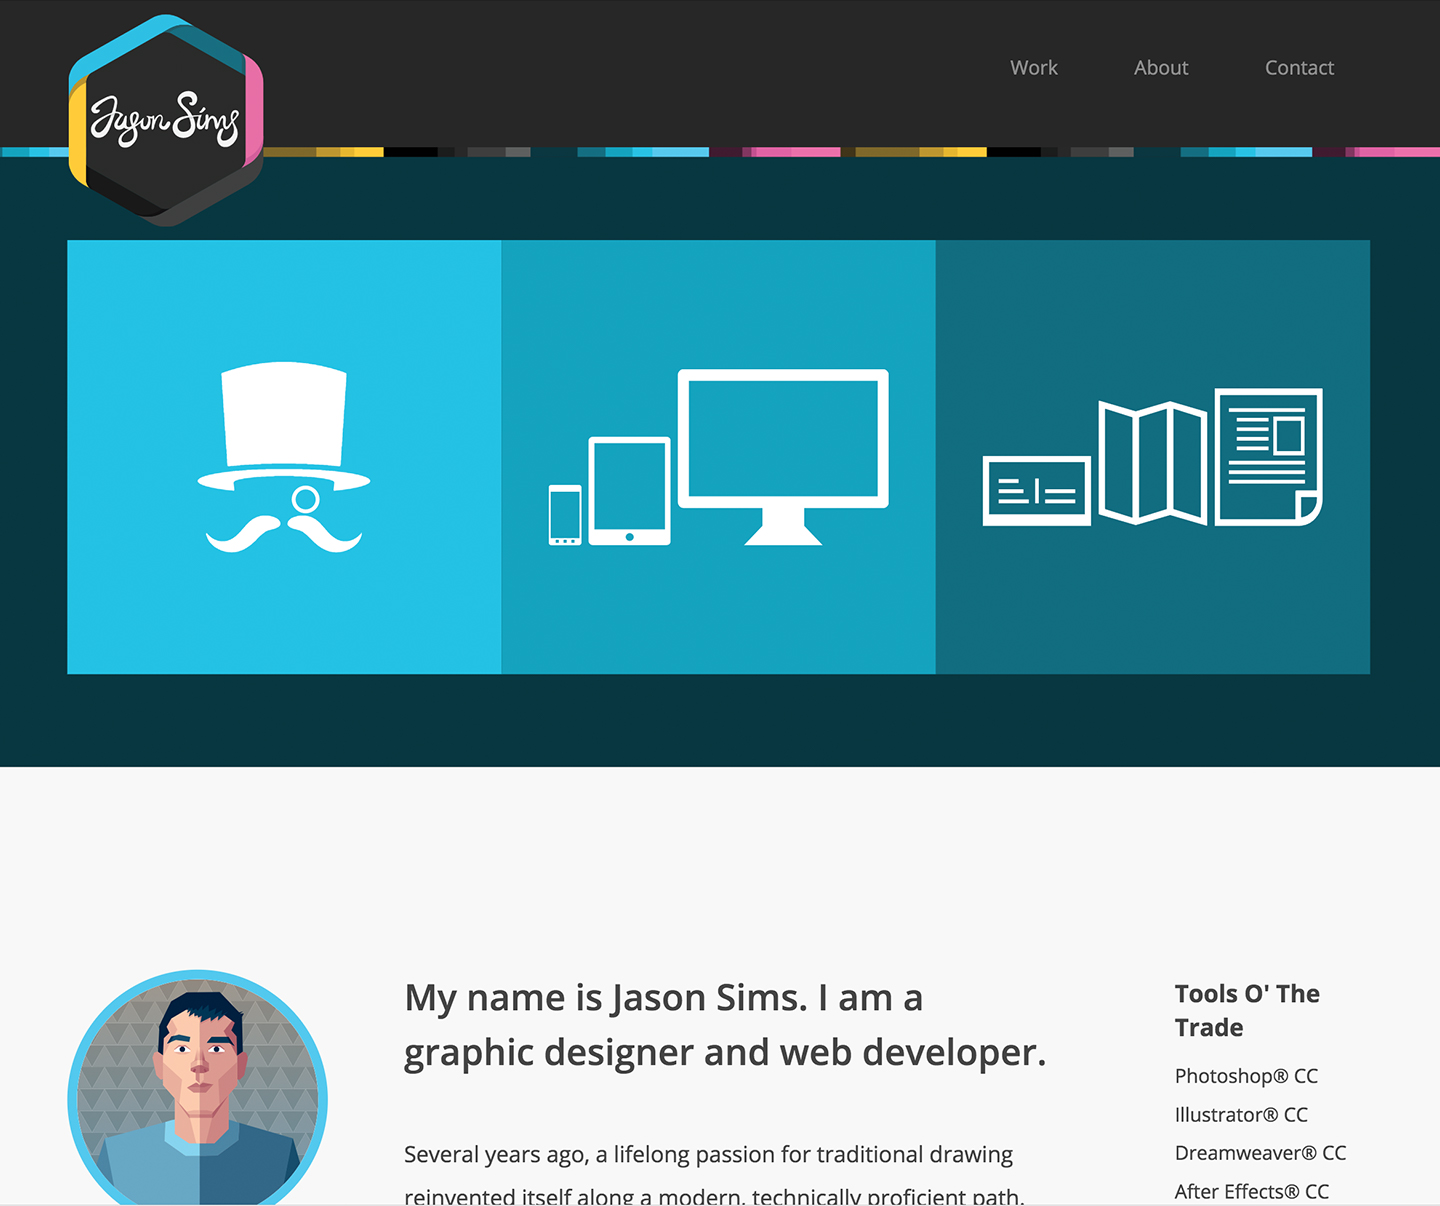 Jason Sims
Work
About
Contact
My name is Jason Sims. I am a
graphic designer and web developer.
Several years ago, a lifelong passion for traditional drawing
reinvented itself along a modern, technically proficient path.
Tools O' The
Trade
Photoshop® CC
Illustrator® CC
Dreamweaver® CC
After Effects® CC